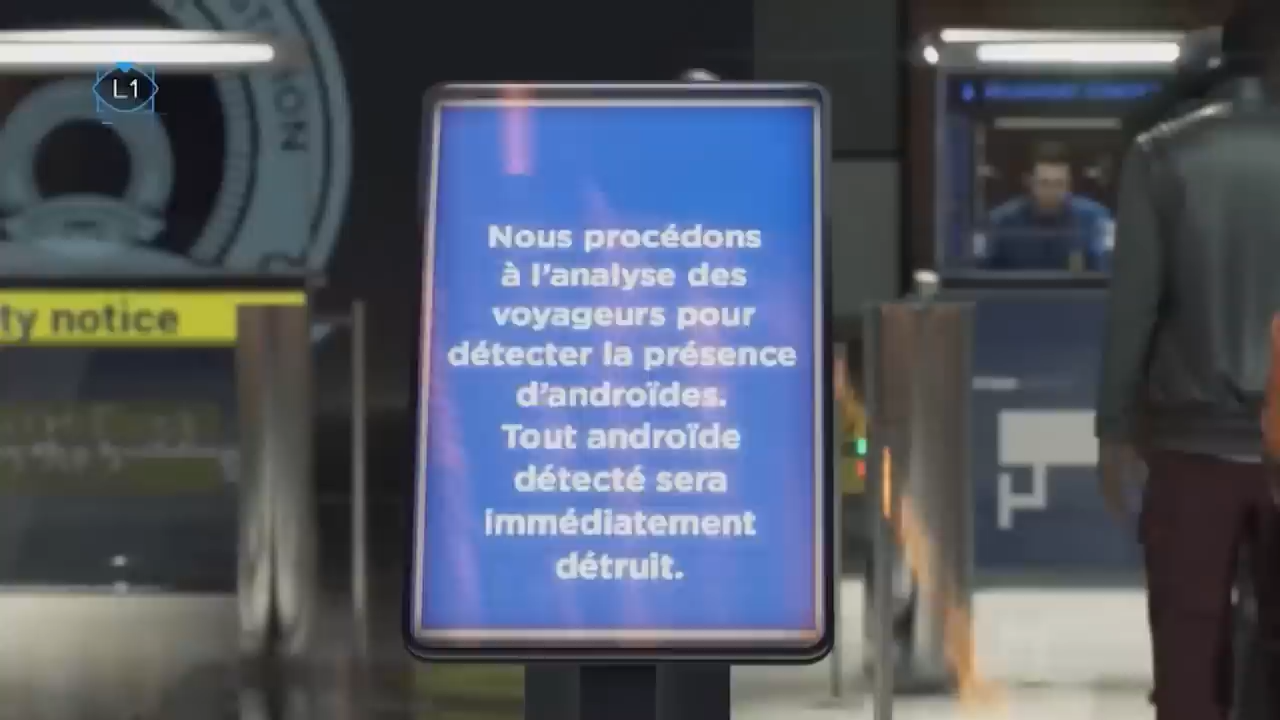 L1
ION
ty notice
Nous procédons
à l'analyse des
voyageurs pour
détecter la présence
d'androïdes.
Tout androïde
détecté sera
immédiatement
détruit.